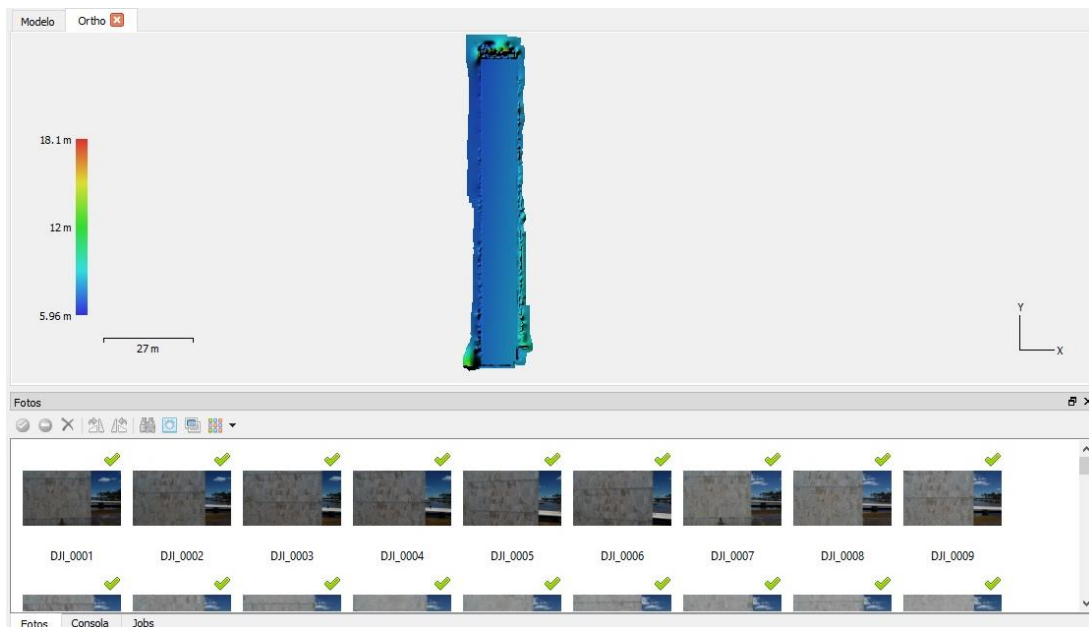 Modelo Ortho
18.1 m
12 m
5.96 m
27 m
Y
X
Fotos
DJI_0001 DJI_0002 DJI_0003 DJI_0004 DJI_0005 DJI_0006 DJI_0007 DJI_0008 DJI_0009
Fotos Consola Jobs